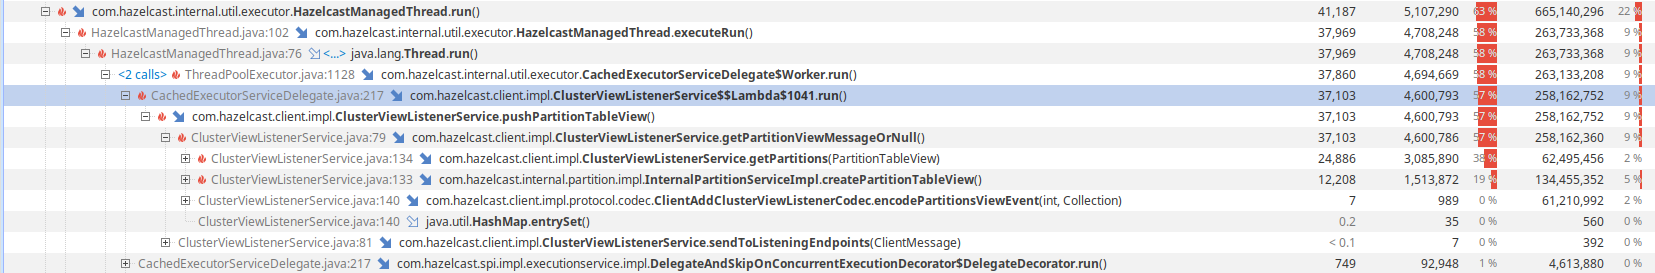 com.hazelcast.internal.util.executor.HazelcastManagedThread.run() 41,187 5,107,290 63 % 665,140,296 22 %
HazelcastManagedThread.java:102 com.hazelcast.internal.util.executor.HazelcastManagedThread.executeRun() 37,969 4,708,248 58 % 263,733,368 9 %
HazelcastManagedThread.java:76 <...> java.lang.Thread.run() 37,969 4,708,248 58 % 263,733,368 9 %
<2 calls> ThreadPoolExecutor.java:1128 com.hazelcast.internal.util.executor.CachedExecutorServiceDelegate$Worker.run() 37,860 4,694,669 58 % 263,133,208 9 %
CachedExecutorServiceDelegate.java:217 com.hazelcast.client.impl.ClusterViewListenerService$$Lambda$1041.run() 37,103 4,600,793 57 % 258,162,752 9 %
com.hazelcast.client.impl.ClusterViewListenerService.pushPartitionTableView() 37,103 4,600,793 57 % 258,162,752 9 %
ClusterViewListenerService.java:79 com.hazelcast.client.impl.ClusterViewListenerService.getPartitionViewMessageOrNull() 37,103 4,600,786 57 % 258,162,360 9 %
ClusterViewListenerService.java:134 com.hazelcast.client.impl.ClusterViewListenerService.getPartitions(PartitionTableView) 24,886 3,085,890 38 % 62,495,456 2 %
ClusterViewListenerService.java:133 com.hazelcast.internal.partition.impl.InternalPartitionServiceImpl.createPartitionTableView() 12,208 1,513,872 19 % 134,455,352 5 %
ClusterViewListenerService.java:140 com.hazelcast.client.impl.protocol.codec.ClientAddClusterViewListenerCodec.encodePartitionsViewEvent(int, Collection) 7 989 0 % 61,210,992 2 %
ClusterViewListenerService.java:140 java.util.HashMap.entrySet() 0.2 35 0 % 560 0 %
ClusterViewListenerService.java:81 com.hazelcast.client.impl.ClusterViewListenerService.sendToListeningEndpoints(ClientMessage) < 0.1 7 0 % 392 0 %
CachedExecutorServiceDelegate.java:217 com.hazelcast.spi.impl.executionservice.impl.DelegateAndSkipOnConcurrentExecutionDecorator$DelegateDecorator.run() 749 92,948 1 % 4,613,880 0 %